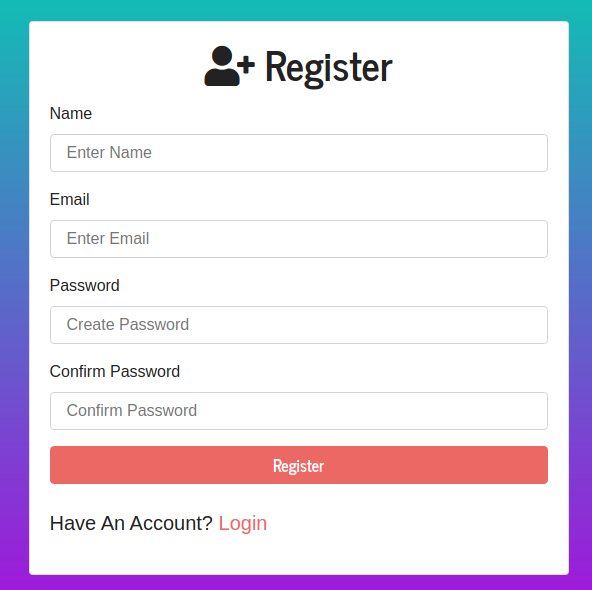 Register
Name
Enter Name
Email
Enter Email
Password
Create Password
Confirm Password
Confirm Password
Register
Have An Account? Login